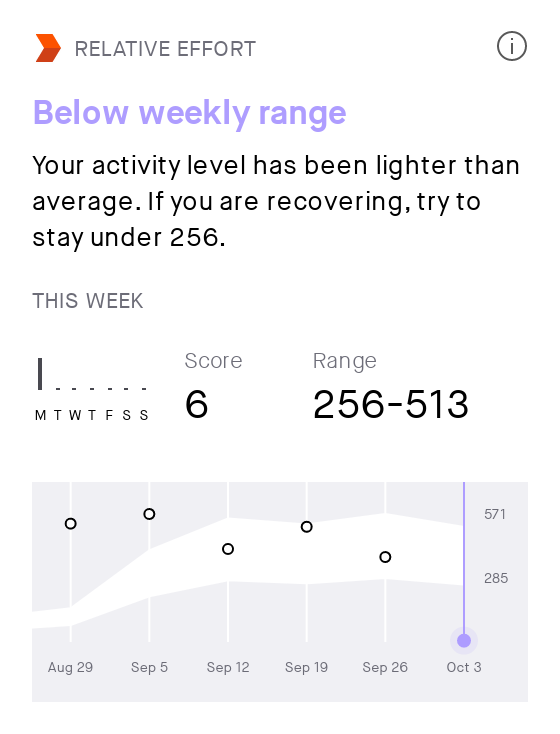 RELATIVE EFFORT
Below weekly range
Your activity level has been lighter than
average. If you are recovering, try to
stay under 256.
THIS WEEK
Score Range
6 256-513
M T W T F S S
571
285
Aug 29 Sep 5 Sep 12 Sep 19 Sep 26 Oct 3